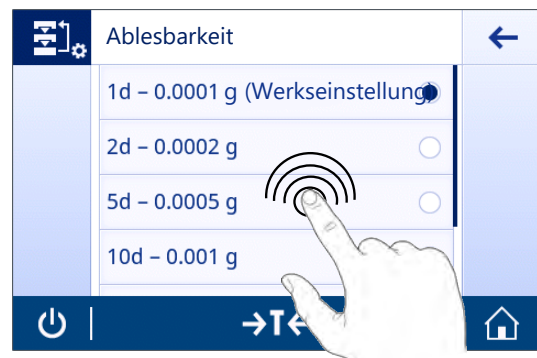 Ablesbarkeit
1d – 0.0001 g (Werkseinstellung)
2d – 0.0002 g
5d – 0.0005 g
10d – 0.001 g
→T←